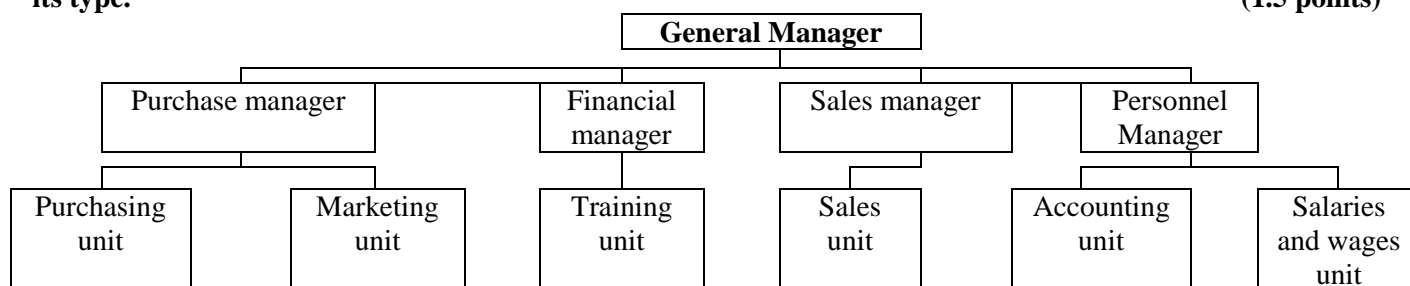 its type. (1.5 points)
General Manager
Purchase manager
Financial
manager
Sales manager
Personnel
Manager
Purchasing
unit
Marketing
unit
Training
unit
Sales
unit
Accounting
unit
Salaries
and wages
unit